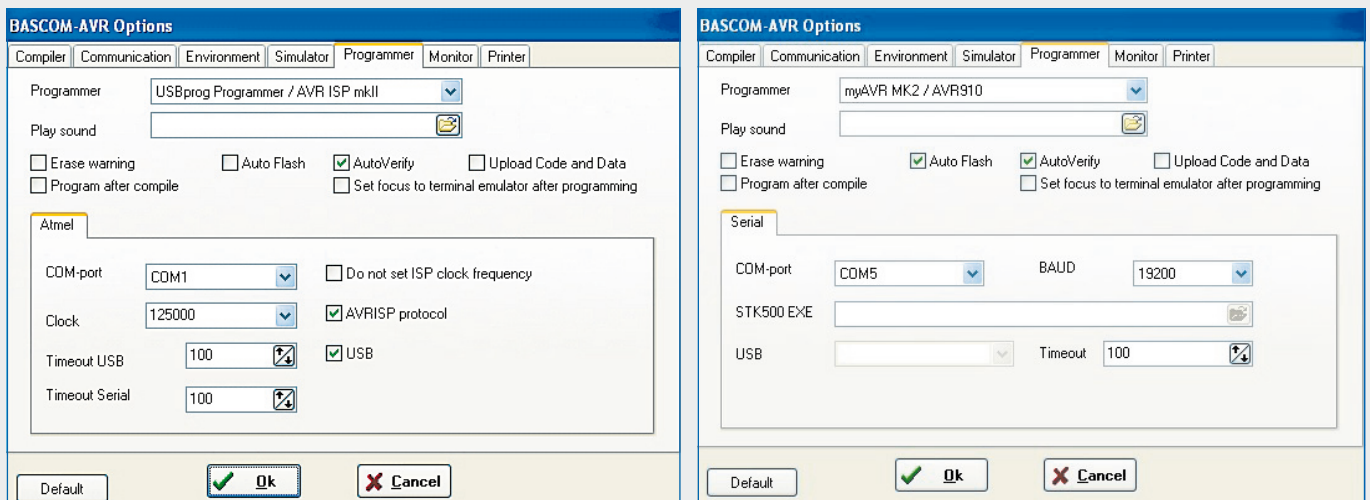 BASCOM-AVR Options
Compiler Communication Environment Simulator Programmer Monitor Printer
Programmer USBprog Programmer / AVR ISP mkII
Play sound
Erase warning Auto Flash AutoVerify Upload Code and Data
Program after compile Set focus to terminal emulator after programming
Atmel
COM-port COM1 Do not set ISP clock frequency
Clock 125000 AVRISP protocol
Timeout USB 100 USB
Timeout Serial 100
Default Ok Cancel
BASCOM-AVR Options
Compiler Communication Environment Simulator Programmer Monitor Printer
Programmer myAVR MK2 / AVR910
Play sound
Erase warning Auto Flash AutoVerify Upload Code and Data
Program after compile Set focus to terminal emulator after programming
Serial
COM-port COM5 BAUD 19200
STK500 EXE
USB Timeout 100
Default Ok Cancel